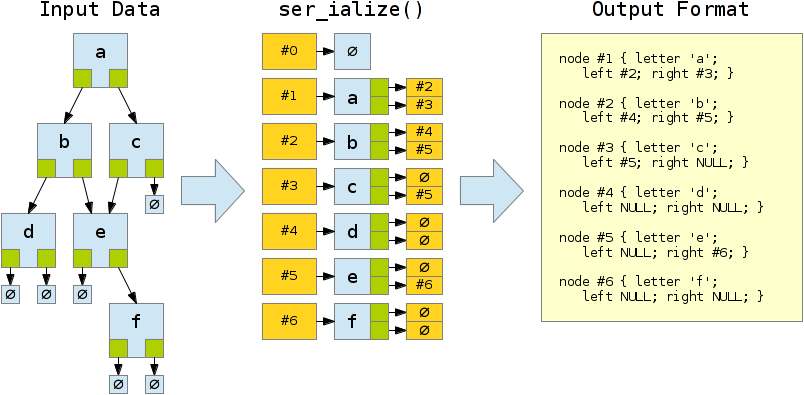 Input Data
a
b c
∅
d e
∅ ∅ ∅
f
∅ ∅
ser_ialize()
#0 ∅
#1 a #2
#3
#2 b #4
#5
#3 c ∅
#5
#4 d ∅
∅
#5 e ∅
#6
#6 f ∅
∅
Output Format
node #1 { letter 'a';
left #2; right #3; }
node #2 { letter 'b';
left #4; right #5; }
node #3 { letter 'c';
left #5; right NULL; }
node #4 { letter 'd';
left NULL; right NULL; }
node #5 { letter 'e';
left NULL; right #6; }
node #6 { letter 'f';
left NULL; right NULL; }